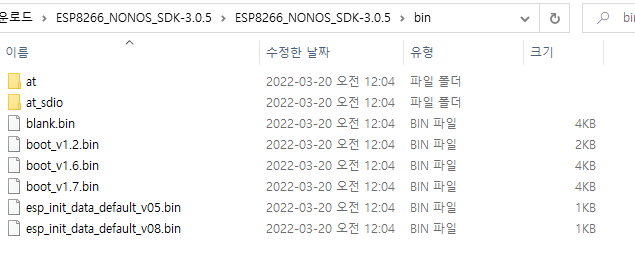 운로드 > ESP8266_NONOS_SDK-3.0.5 > ESP8266_NONOS_SDK-3.0.5 > bin
이름 수정한 날짜 유형 크기
at 2022-03-20 오전 12:04 파일 폴더
at_sdio 2022-03-20 오전 12:04 파일 폴더
blank.bin 2022-03-20 오전 12:04 BIN 파일 4KB
boot_v1.2.bin 2022-03-20 오전 12:04 BIN 파일 2KB
boot_v1.6.bin 2022-03-20 오전 12:04 BIN 파일 4KB
boot_v1.7.bin 2022-03-20 오전 12:04 BIN 파일 4KB
esp_init_data_default_v05.bin 2022-03-20 오전 12:04 BIN 파일 1KB
esp_init_data_default_v08.bin 2022-03-20 오전 12:04 BIN 파일 1KB